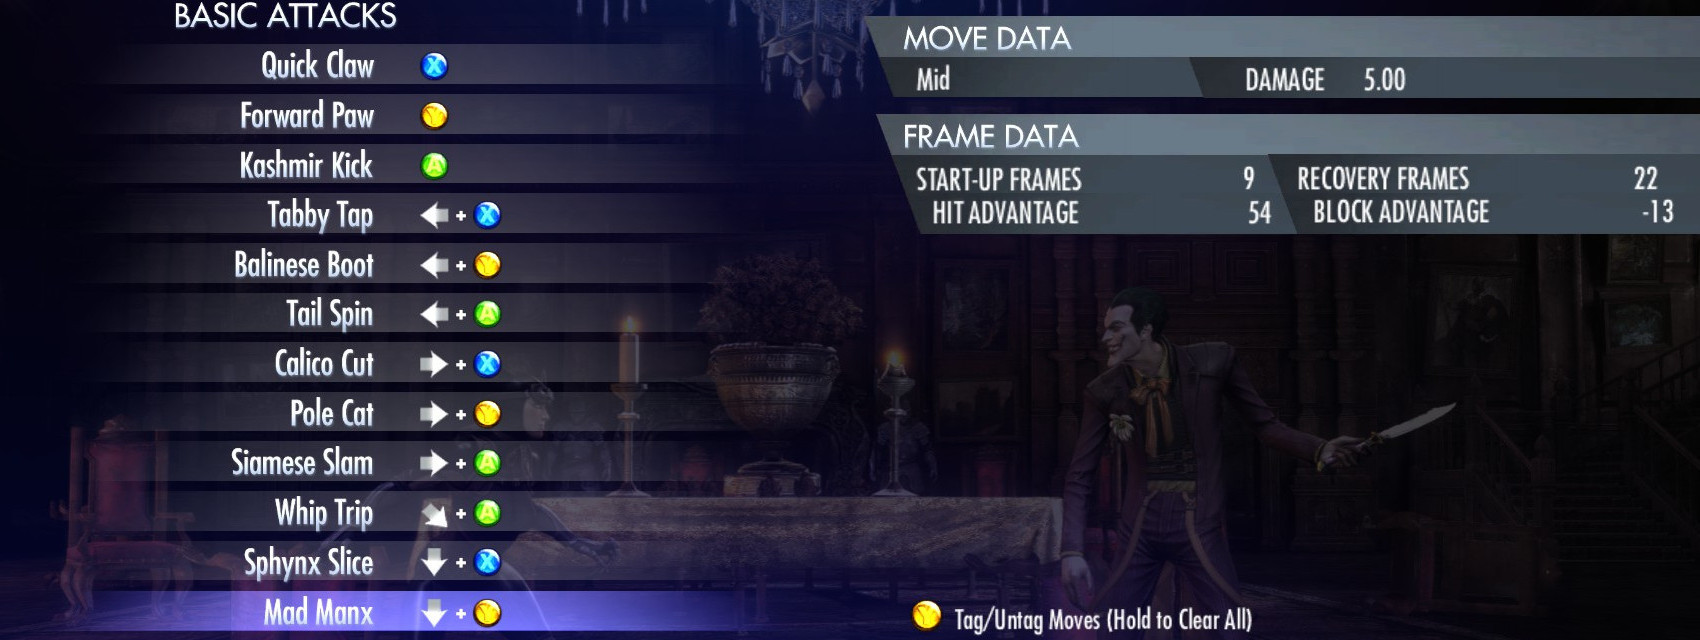 BASIC ATTACKS
Quick Claw X
Forward Paw Y
Kashmir Kick A
Tabby Tap + X
Balinese Boot + Y
Tail Spin + A
Calico Cut + X
Pole Cat + Y
Siamese Slam + A
Whip Trip + A
Sphynx Slice + X
Mad Manx + Y
MOVE DATA
Mid DAMAGE 5.00
FRAME DATA
START-UP FRAMES 9 RECOVERY FRAMES 22
HIT ADVANTAGE 54 BLOCK ADVANTAGE -13
Y Tag/Untag Moves (Hold to Clear All)